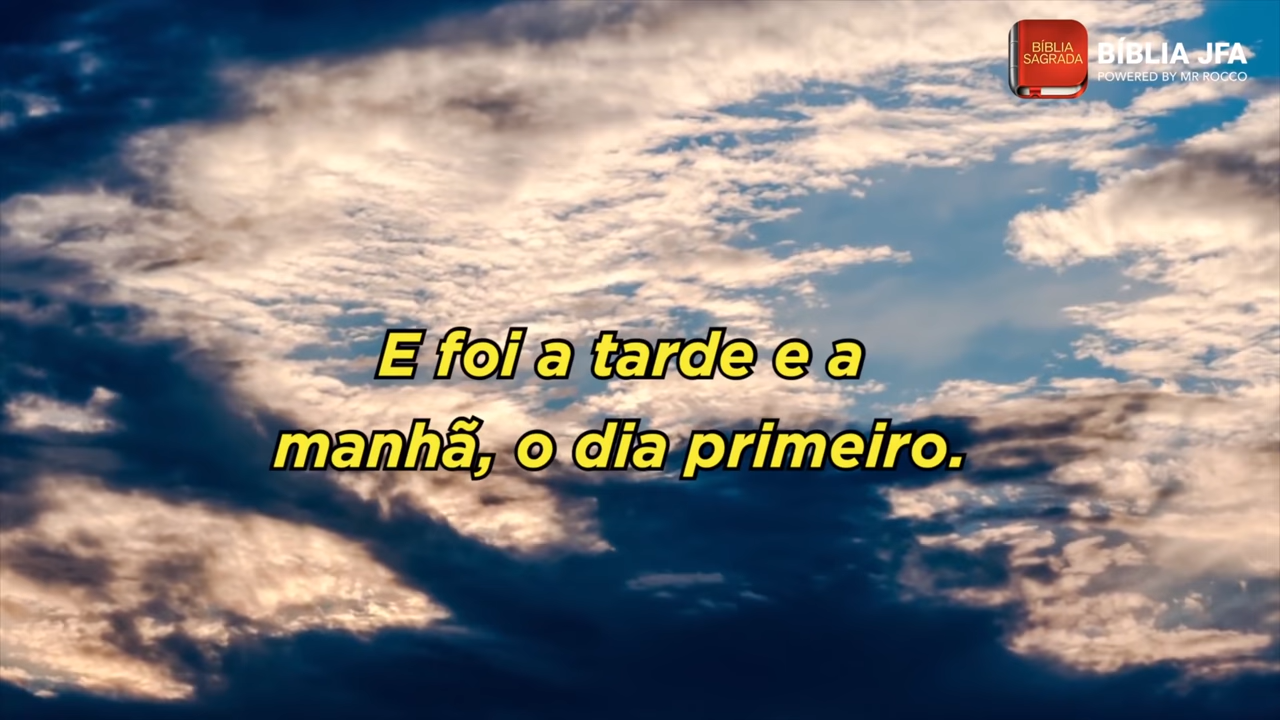 BÍBLIA
SAGRADA
BÍBLIA JFA
POWERED BY MR ROCCO
E foi a tarde e a
manhã, o dia primeiro.